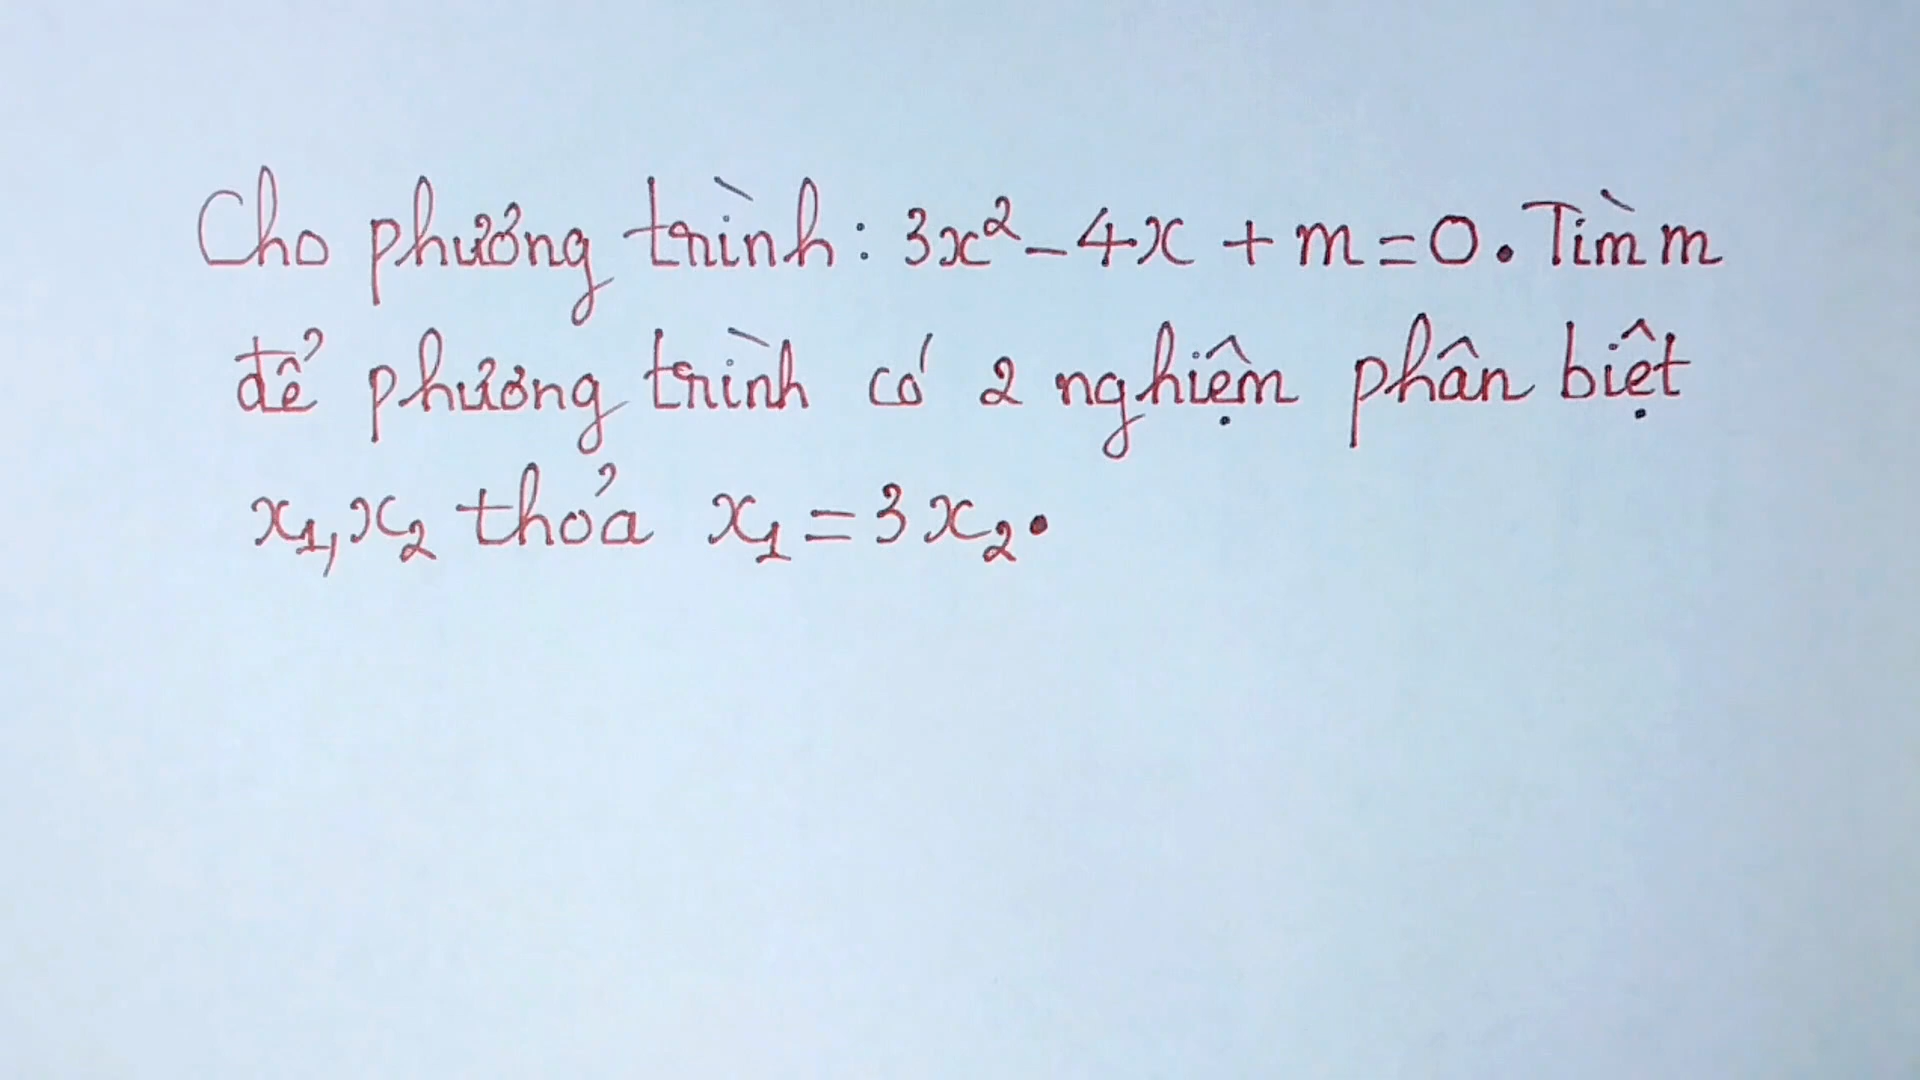 Cho phương trình: 3x² - 4x + m = 0. Tìm m
để phương trình có 2 nghiệm phân biệt
x₁, x₂ thỏa x₁ = 3x₂.